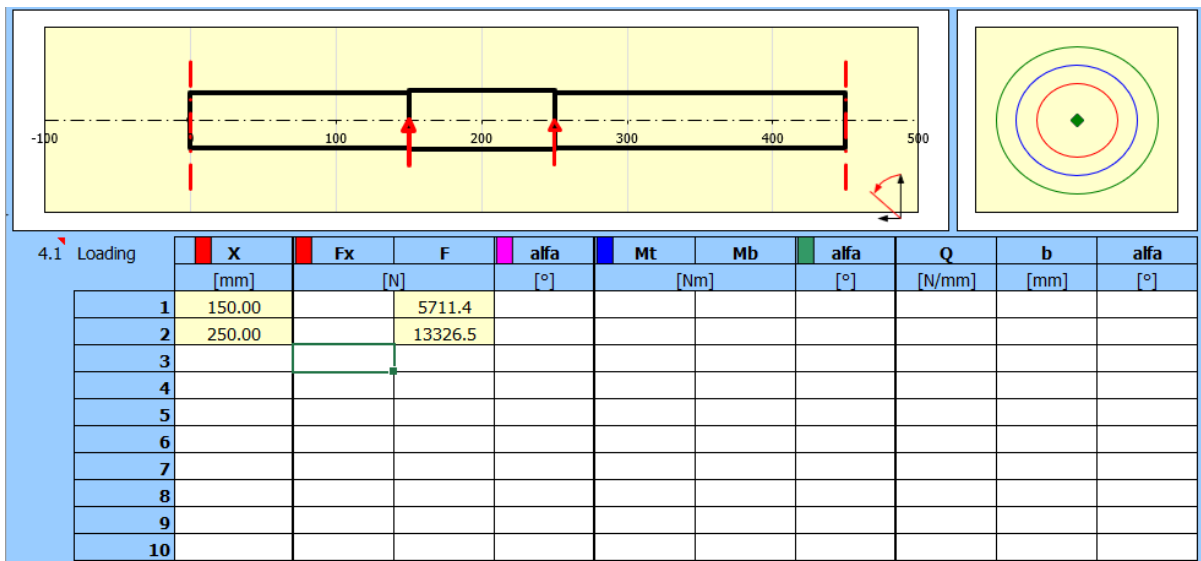 -100 0 100 200 300 400 500
4.1 Loading X Fx F alfa Mt Mb alfa Q b alfa
[mm] [N] [°] [Nm] [°] [N/mm] [mm] [°]
1 150.00 5711.4
2 250.00 13326.5
3
4
5
6
7
8
9
10